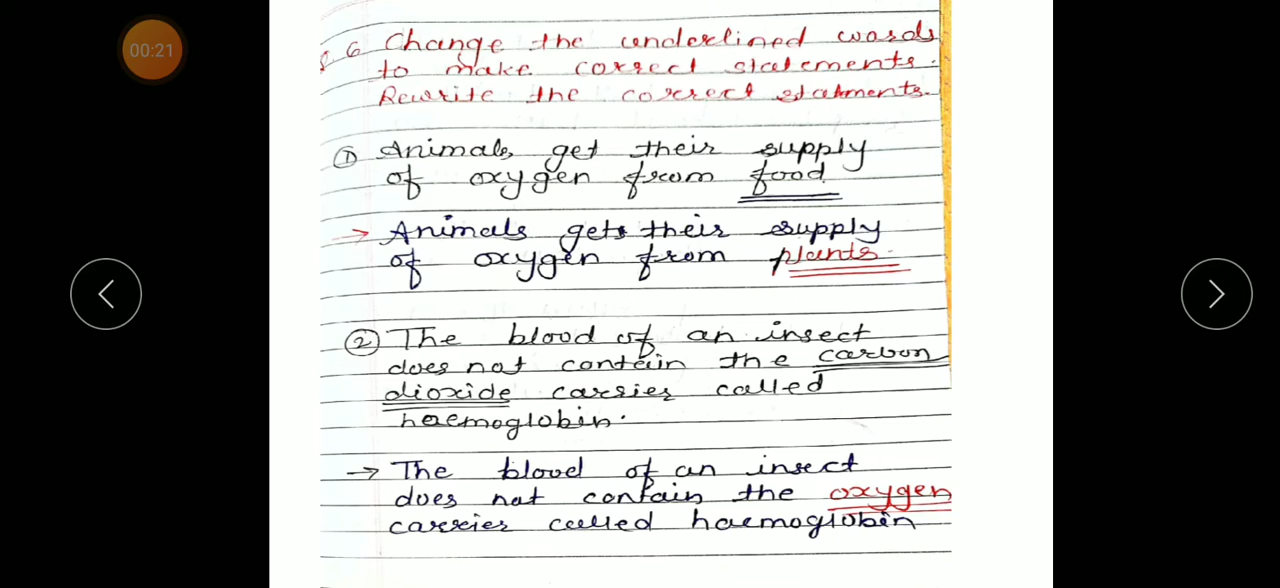 00:21
Q.6 Change the underlined words
to make correct statements.
Rewrite the correct statments.
① Animals get their supply
of oxygen from food.
→ Animals gets their supply
of oxygen from plants.
② The blood of an insect
does not contain the carbon
dioxide carrier called
haemoglobin.
→ The blood of an insect
does not contain the oxygen
carrier called haemoglobin